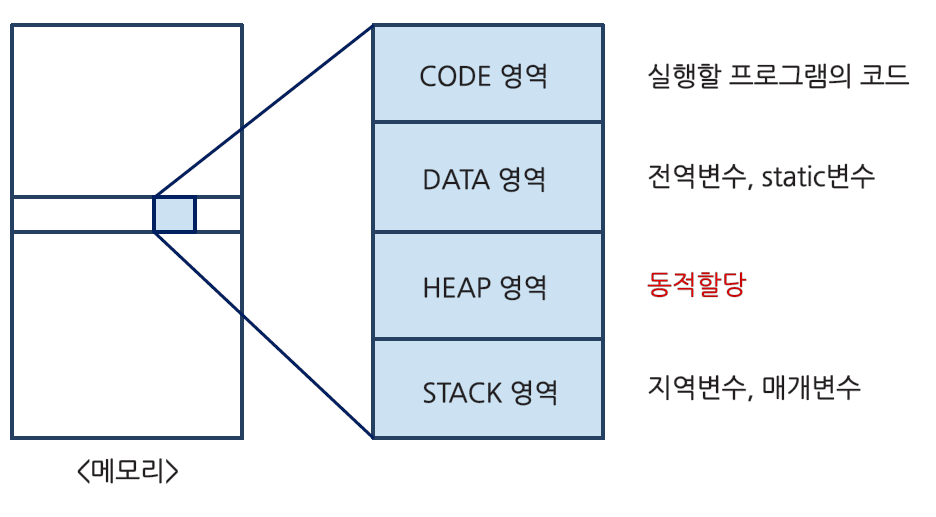 CODE 영역
실행할 프로그램의 코드
DATA 영역
전역변수, static변수
HEAP 영역
동적할당
STACK 영역
지역변수, 매개변수
<메모리>